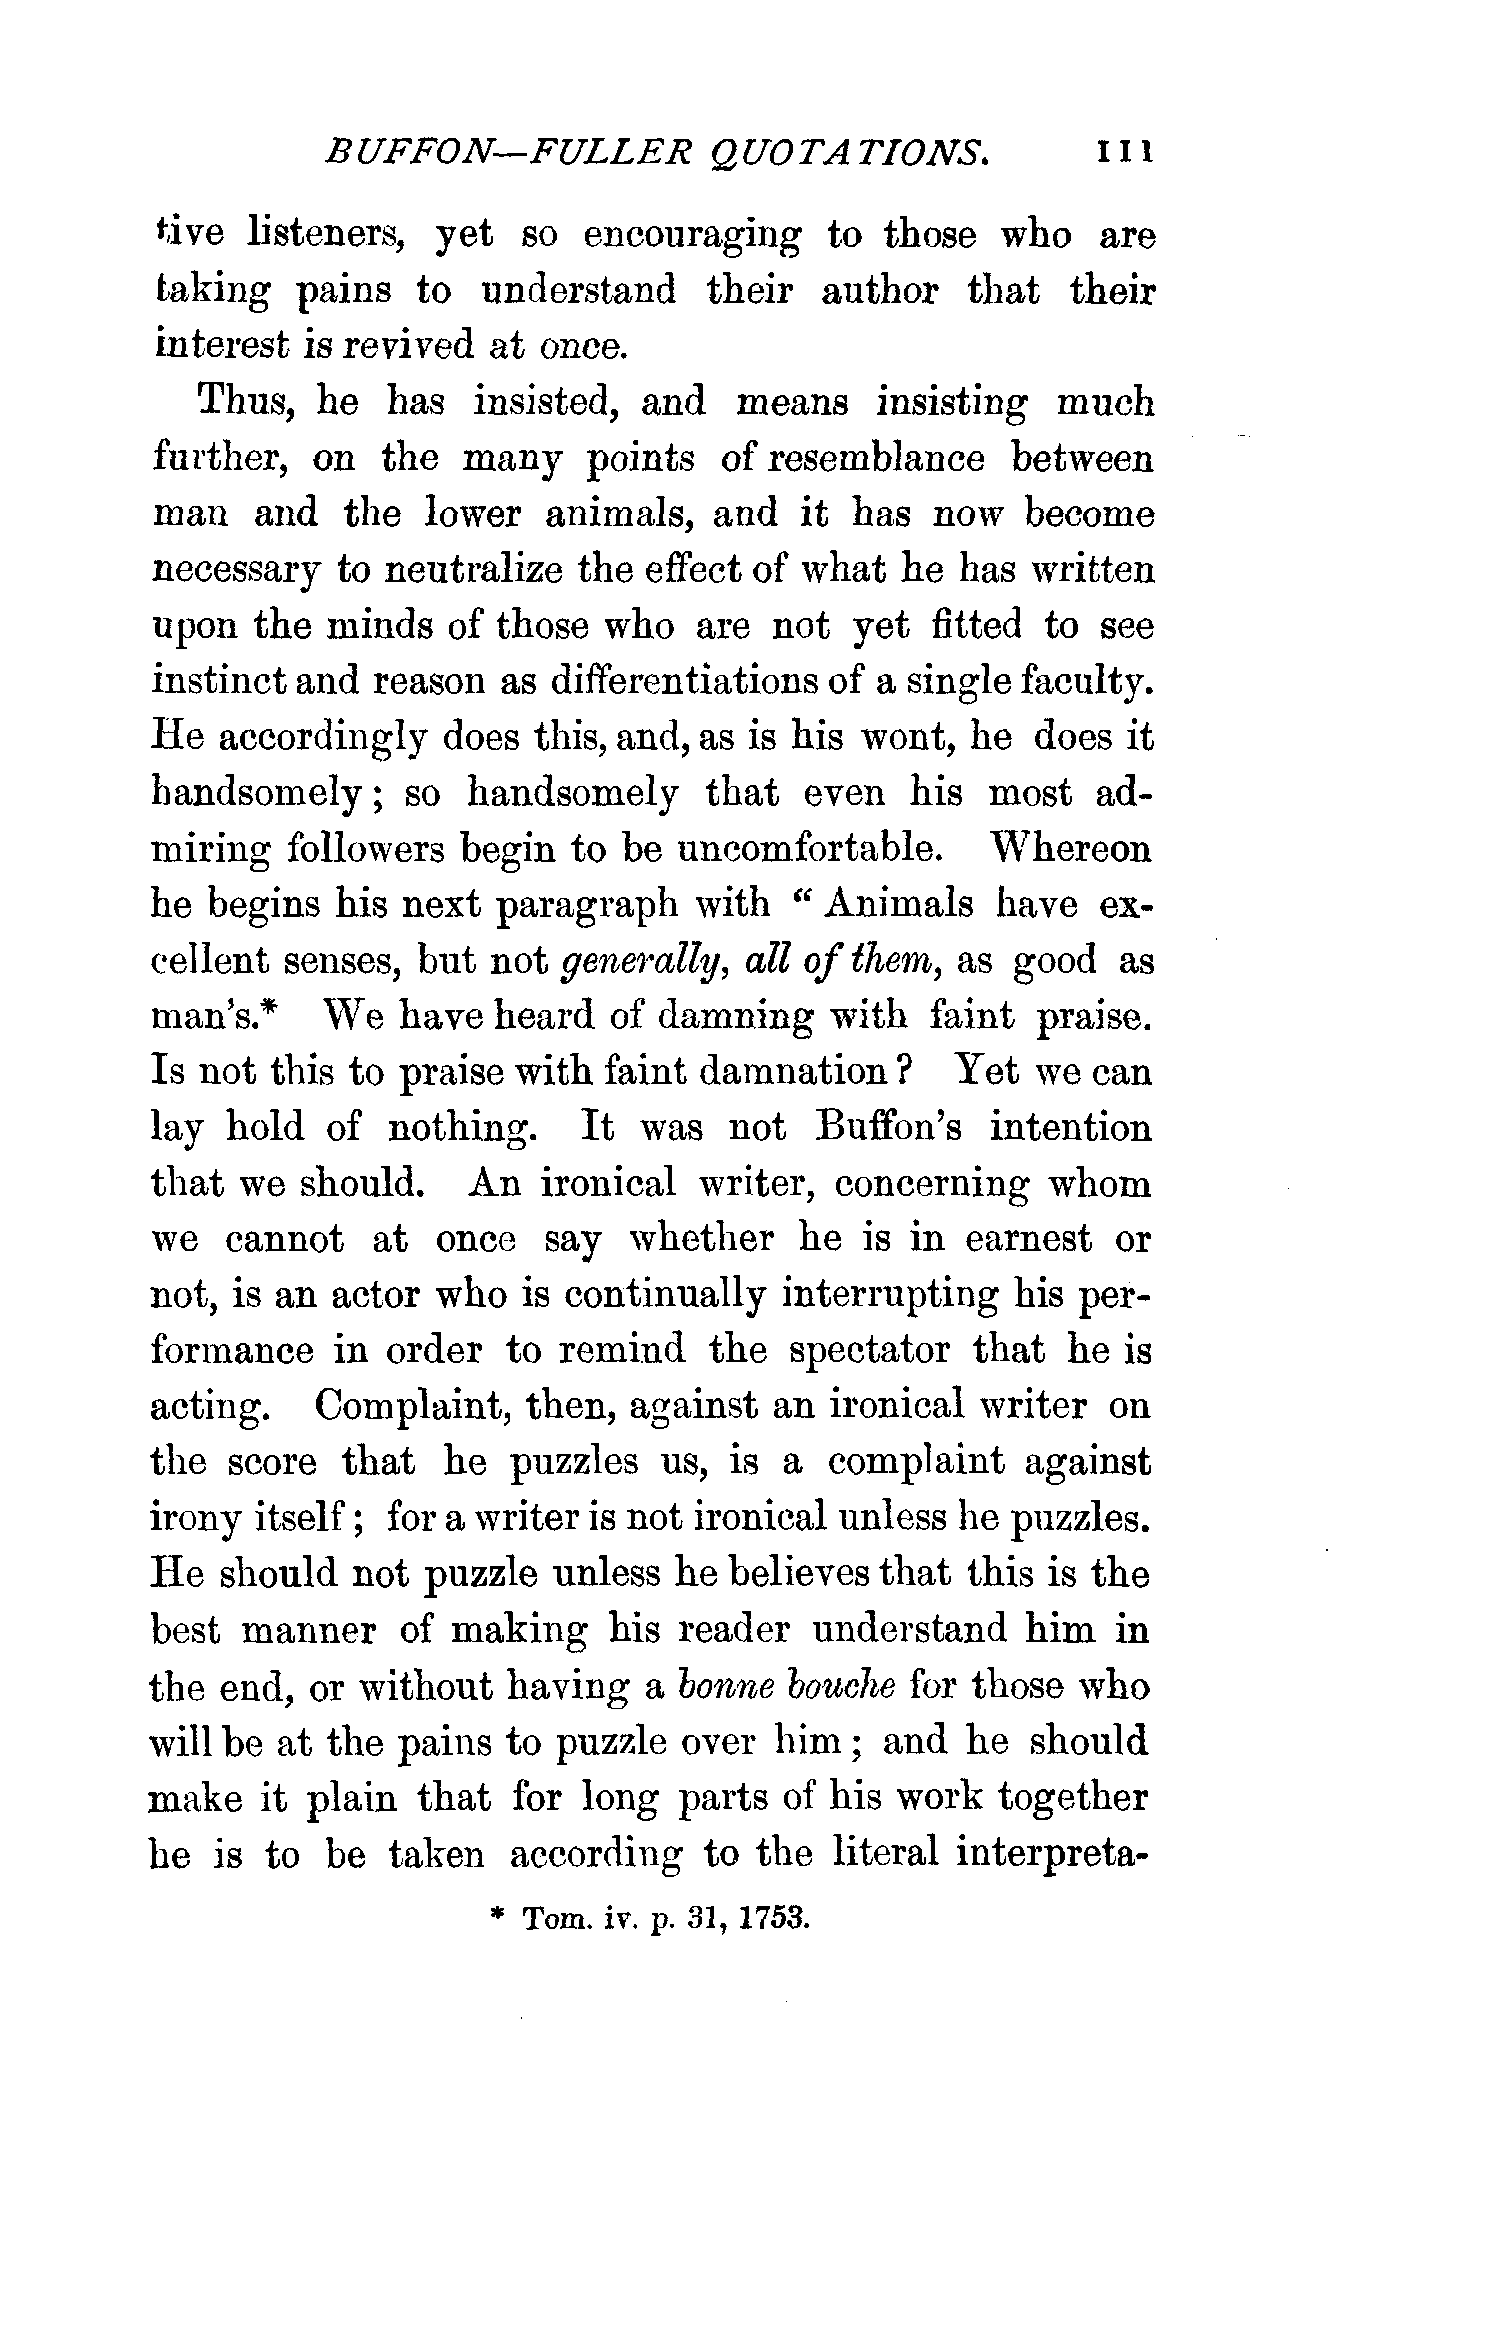 BUFFON—FULLER QUOTATIONS. 111
tive listeners, yet so encouraging to those who are
taking pains to understand their author that their
interest is revived at once.
Thus, he has insisted, and means insisting much
further, on the many points of resemblance between
man and the lower animals, and it has now become
necessary to neutralize the effect of what he has written
upon the minds of those who are not yet fitted to see
instinct and reason as differentiations of a single faculty.
He accordingly does this, and, as is his wont, he does it
handsomely; so handsomely that even his most ad-
miring followers begin to be uncomfortable. Whereon
he begins his next paragraph with “Animals have ex-
cellent senses, but not generally, all of them, as good as
man's.* We have heard of damning with faint praise.
Is not this to praise with faint damnation? Yet we can
lay hold of nothing. It was not Buffon's intention
that we should. An ironical writer, concerning whom
we cannot at once say whether he is in earnest or
not, is an actor who is continually interrupting his per-
formance in order to remind the spectator that he is
acting. Complaint, then, against an ironical writer on
the score that he puzzles us, is a complaint against
irony itself; for a writer is not ironical unless he puzzles.
He should not puzzle unless he believes that this is the
best manner of making his reader understand him in
the end, or without having a bonne bouche for those who
will be at the pains to puzzle over him; and he should
make it plain that for long parts of his work together
he is to be taken according to the literal interpreta-
* Tom. iv. p. 31, 1753.